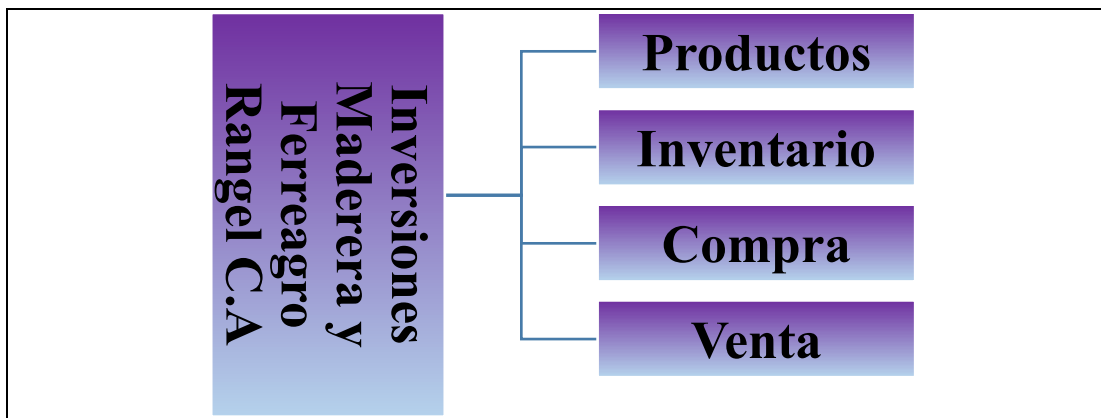 Inversiones
Maderera y
Ferreagro
Rangel C.A
Productos
Inventario
Compra
Venta